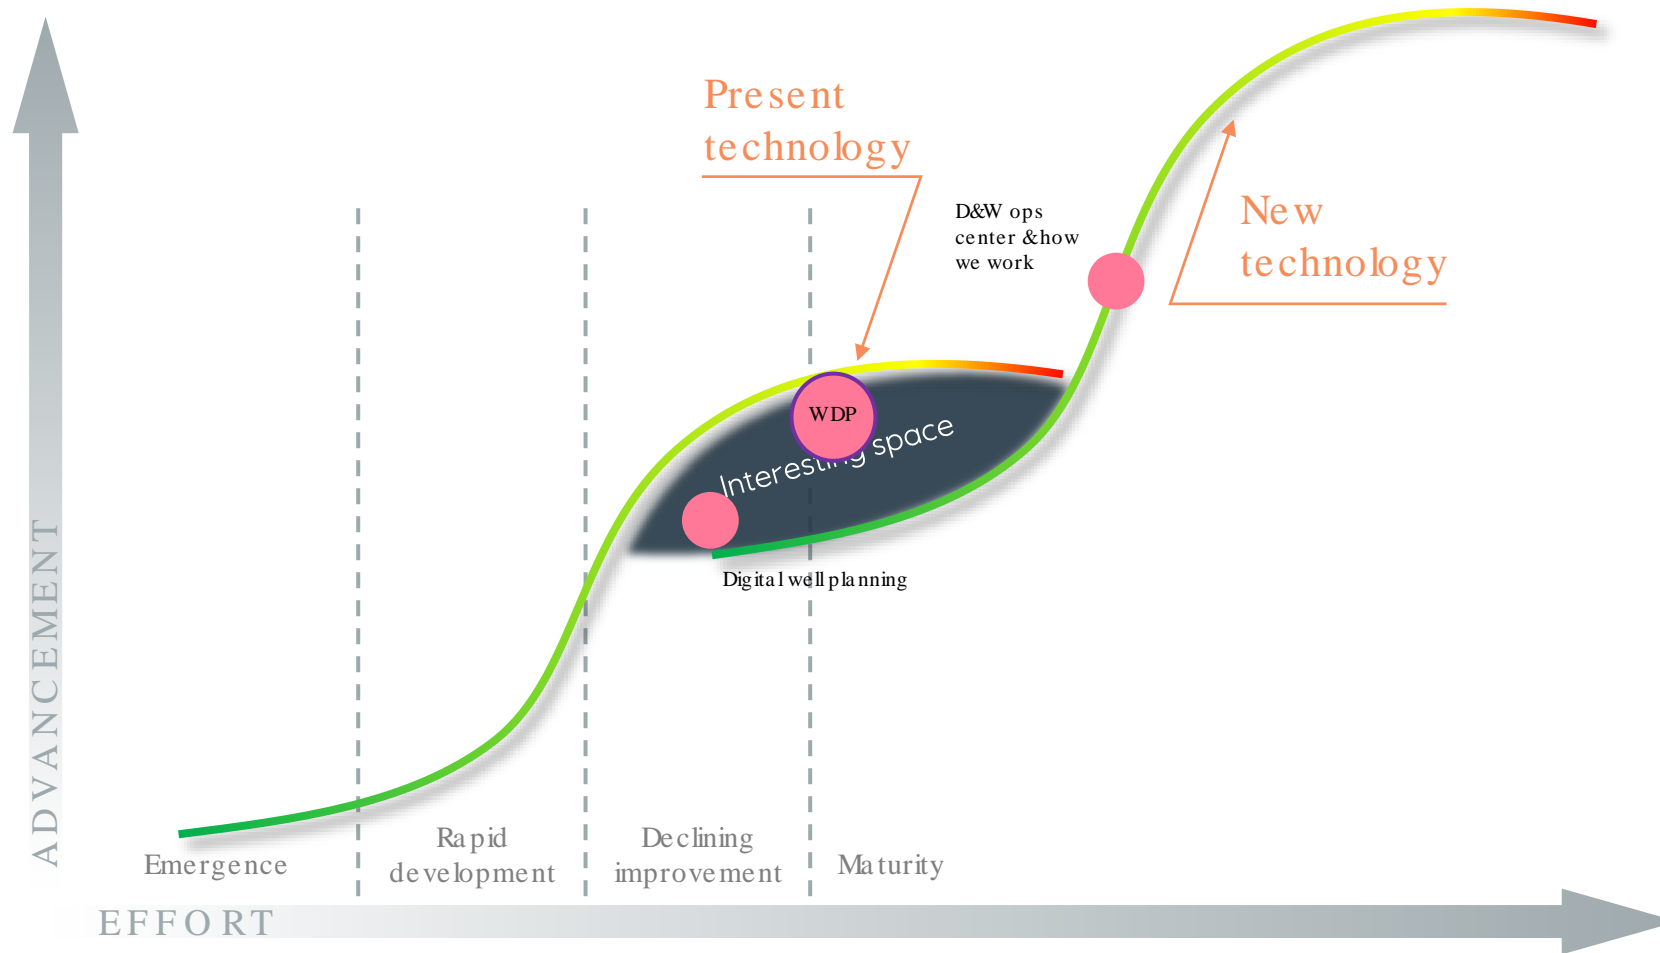 Present
technology
D&W ops
center & how
we work
New
technology
WDP
Interesting space
Digital well planning
ADVANCEMENT
Emergence
Rapid
development
Declining
improvement
Maturity
EFFORT